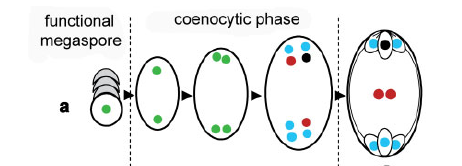 functional
megaspore
coenocytic phase
a